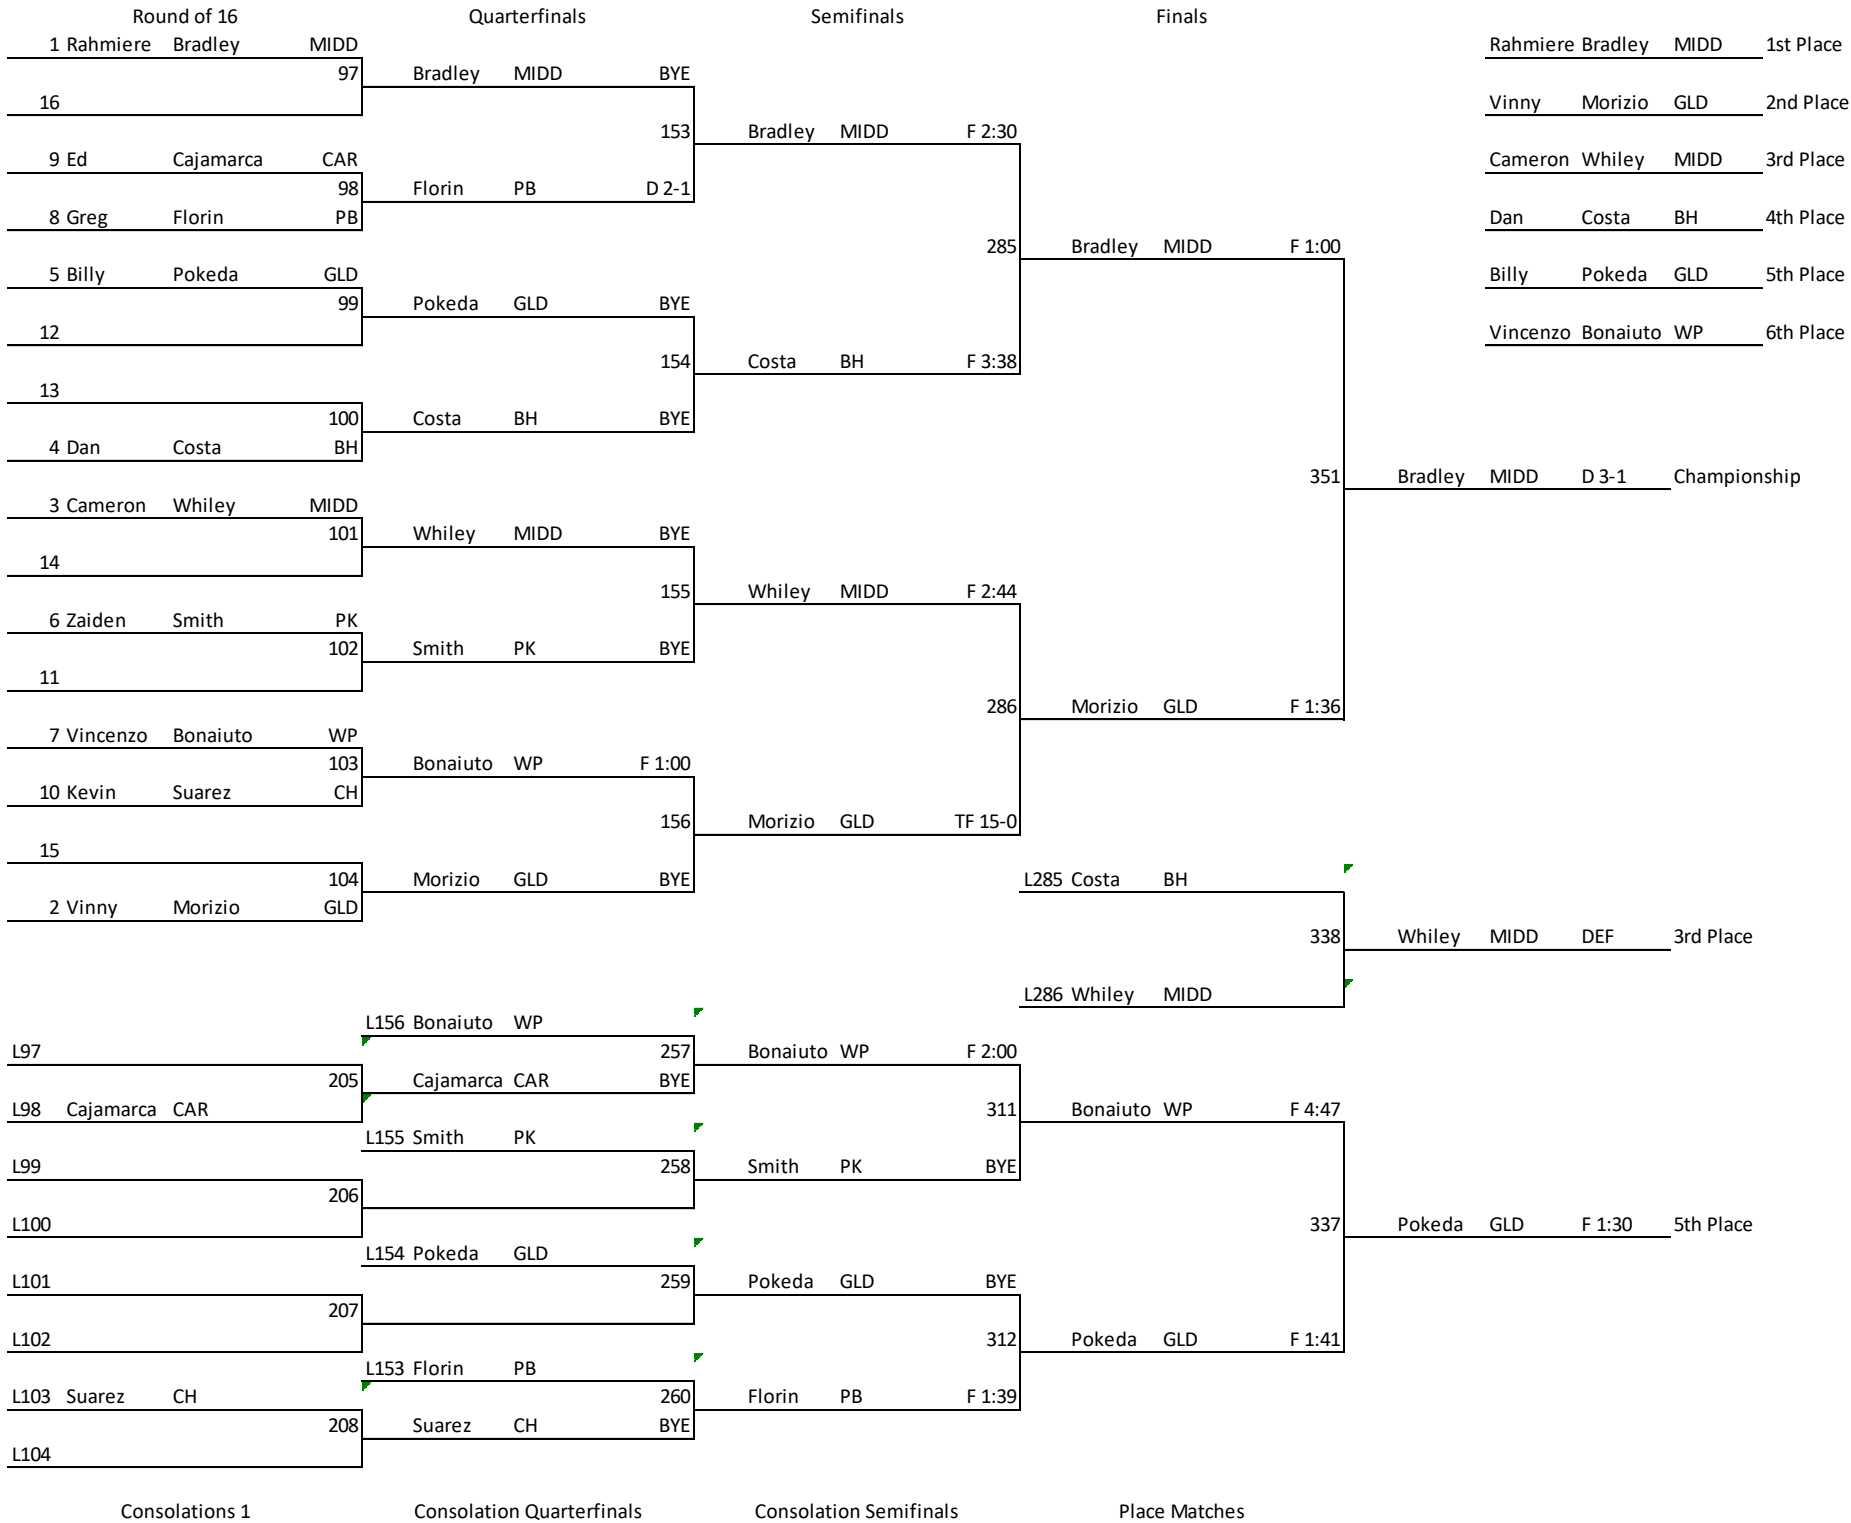 Round of 16 Quarterfinals Semifinals Finals
1 Rahmiere Bradley MIDD Rahmiere Bradley MIDD 1st Place
97 Bradley MIDD BYE
16 Vinny Morizio GLD 2nd Place
153 Bradley MIDD F 2:30
9 Ed Cajamarca CAR Cameron Whiley MIDD 3rd Place
98 Florin PB D 2-1
8 Greg Florin PB Dan Costa BH 4th Place
285 Bradley MIDD F 1:00
5 Billy Pokeda GLD Billy Pokeda GLD 5th Place
99 Pokeda GLD BYE
12 Vincenzo Bonaiuto WP 6th Place
154 Costa BH F 3:38
13
100 Costa BH BYE
4 Dan Costa BH
351 Bradley MIDD D 3-1 Championship
3 Cameron Whiley MIDD
101 Whiley MIDD BYE
14
155 Whiley MIDD F 2:44
6 Zaiden Smith PK
102 Smith PK BYE
11
286 Morizio GLD F 1:36
7 Vincenzo Bonaiuto WP
103 Bonaiuto WP F 1:00
10 Kevin Suarez CH
156 Morizio GLD TF 15-0
15
104 Morizio GLD BYE L285 Costa BH
2 Vinny Morizio GLD
338 Whiley MIDD DEF 3rd Place
L286 Whiley MIDD
L156 Bonaiuto WP
L97 257 Bonaiuto WP F 2:00
205 Cajamarca CAR BYE
L98 Cajamarca CAR 311 Bonaiuto WP F 4:47
L155 Smith PK
L99 258 Smith PK BYE
206
L100 337 Pokeda GLD F 1:30 5th Place
L154 Pokeda GLD
L101 259 Pokeda GLD BYE
207
L102 312 Pokeda GLD F 1:41
L153 Florin PB
L103 Suarez CH 260 Florin PB F 1:39
208 Suarez CH BYE
L104
Consolations 1 Consolation Quarterfinals Consolation Semifinals Place Matches